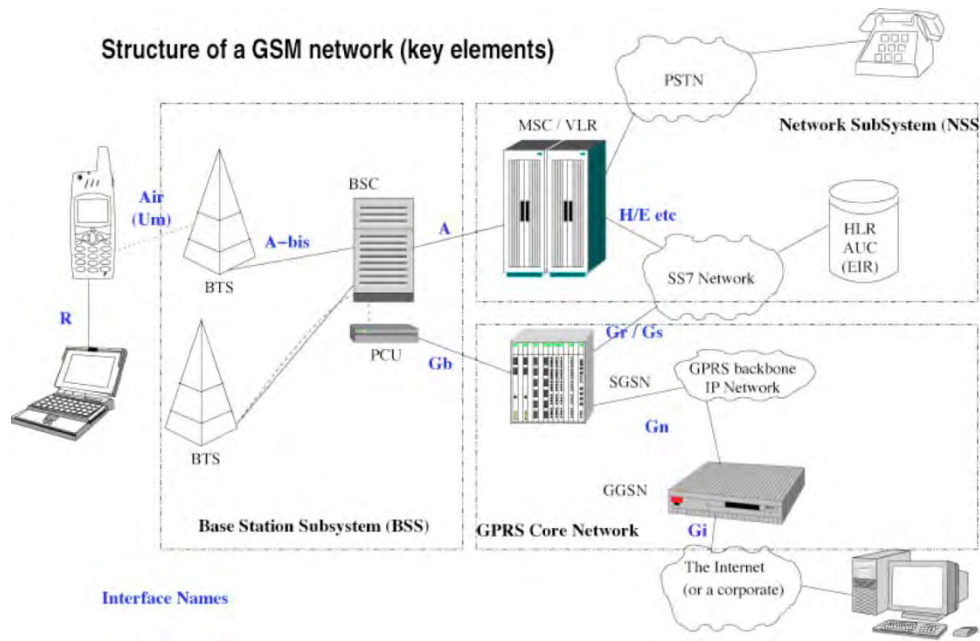 Structure of a GSM network (key elements)
PSTN
MSC / VLR
Network SubSystem (NSS
BSC
Air
(Um)
A-bis
A
H/E etc
HLR
AUC
(EIR)
BTS
SS7 Network
R
PCU
Gb
Gr / Gs
SGSN
GPRS backbone
IP Network
Gn
BTS
GGSN
Base Station Subsystem (BSS)
GPRS Core Network
Gi
The Internet
(or a corporate)
Interface Names